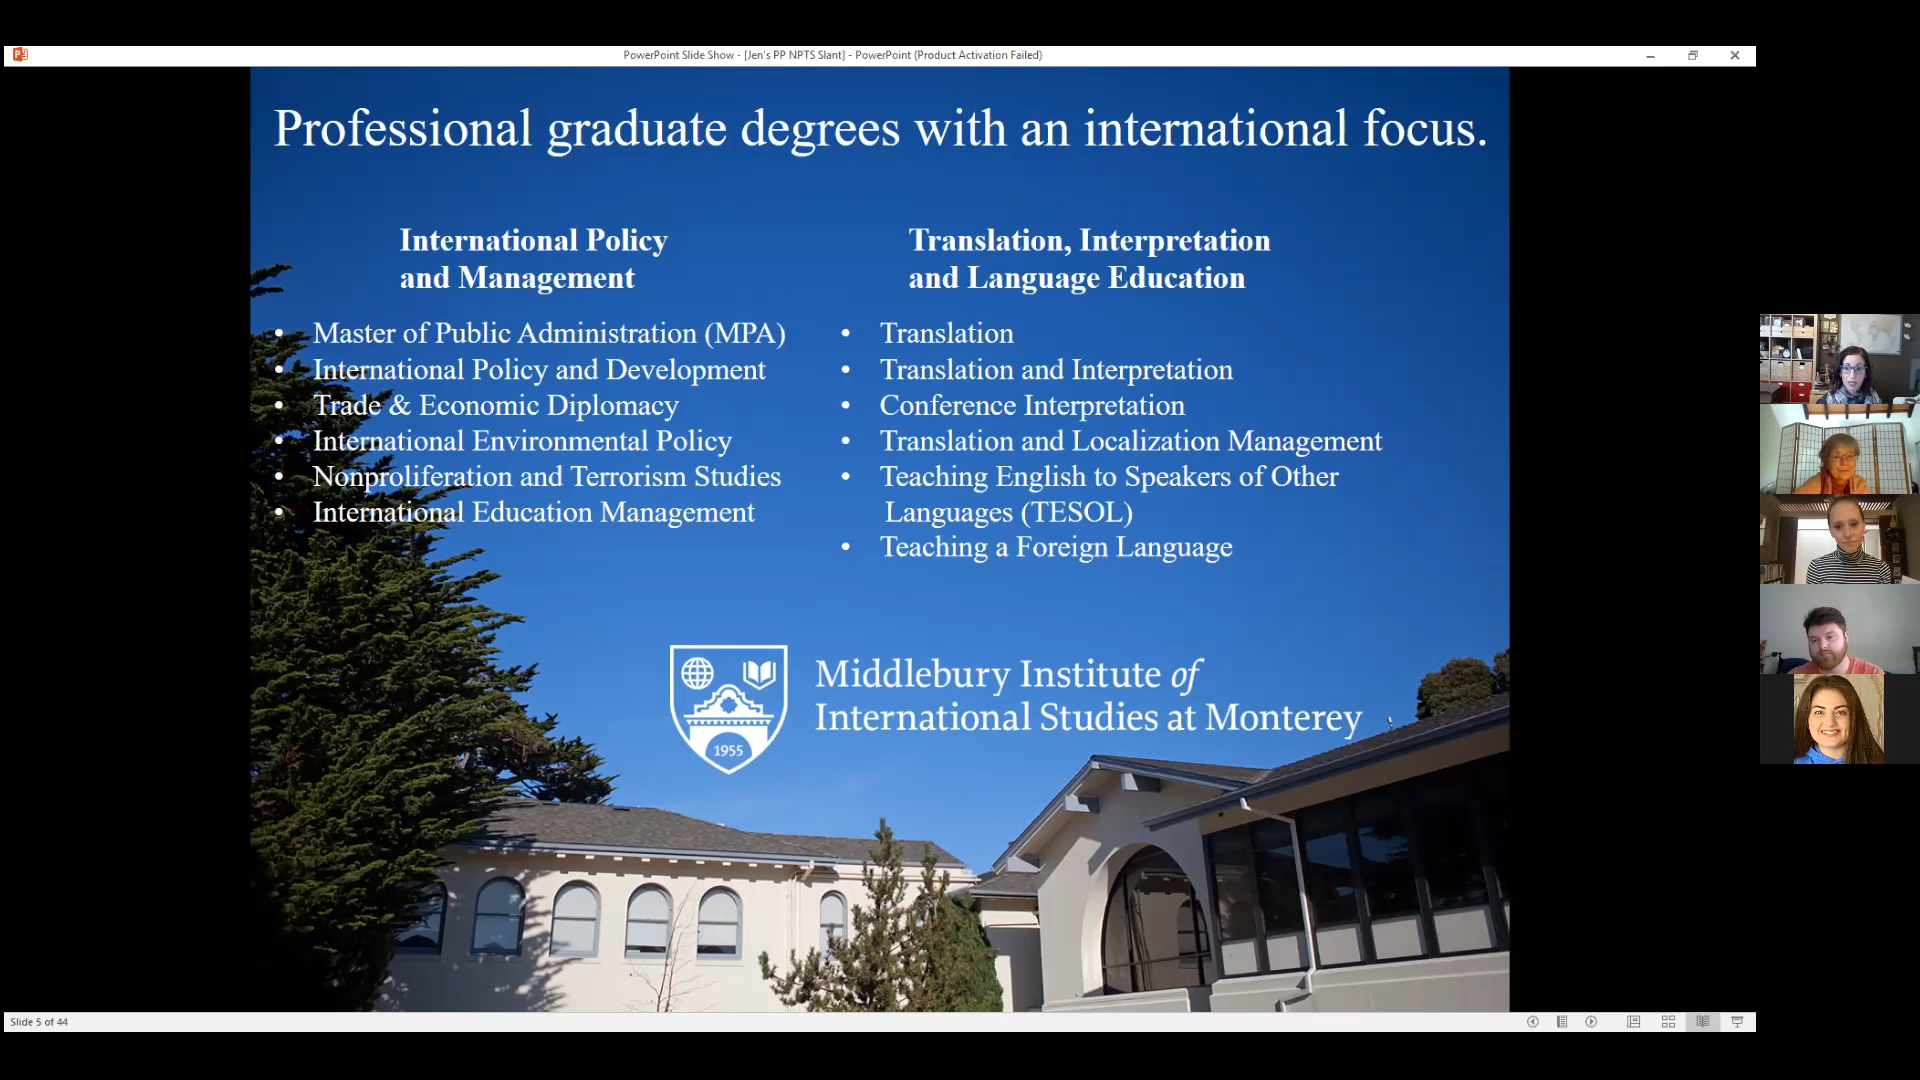 PowerPoint Slide Show - [Jen's PP NPTS Slant] - PowerPoint (Product Activation Failed)
Professional graduate degrees with an international focus.
International Policy
and Management
• Master of Public Administration (MPA)
• International Policy and Development
• Trade & Economic Diplomacy
• International Environmental Policy
• Nonproliferation and Terrorism Studies
• International Education Management
Translation, Interpretation
and Language Education
• Translation
• Translation and Interpretation
• Conference Interpretation
• Translation and Localization Management
• Teaching English to Speakers of Other
Languages (TESOL)
• Teaching a Foreign Language
1955
Middlebury Institute of
International Studies at Monterey
Slide 5 of 44